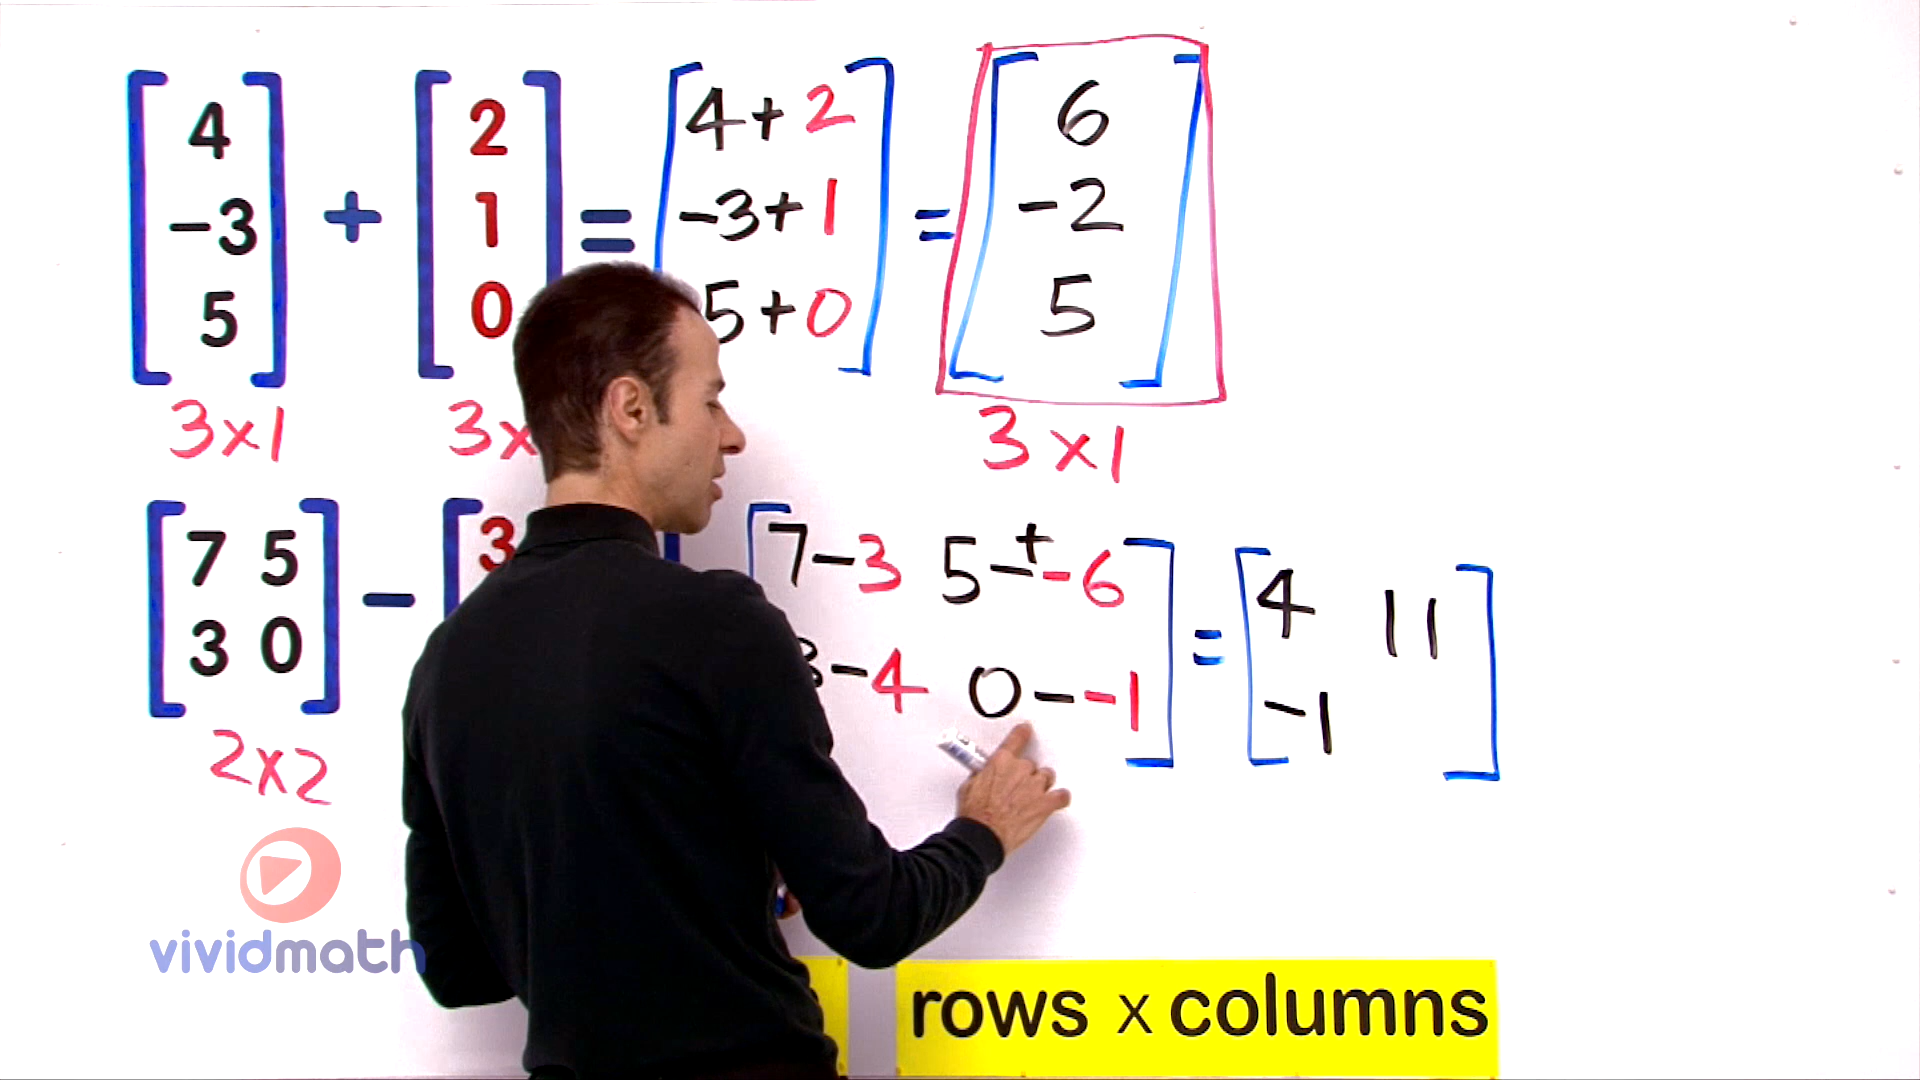 4 + 2 = 4+2 = 6
-3 1 -3+1 -2
5 0 5+0 5
3x1 3x 3x1
7 5 - 3 7-3 5-+-6 = 4 11
3 0 -4 0--1 -1
2x2
vividmath
rows x columns